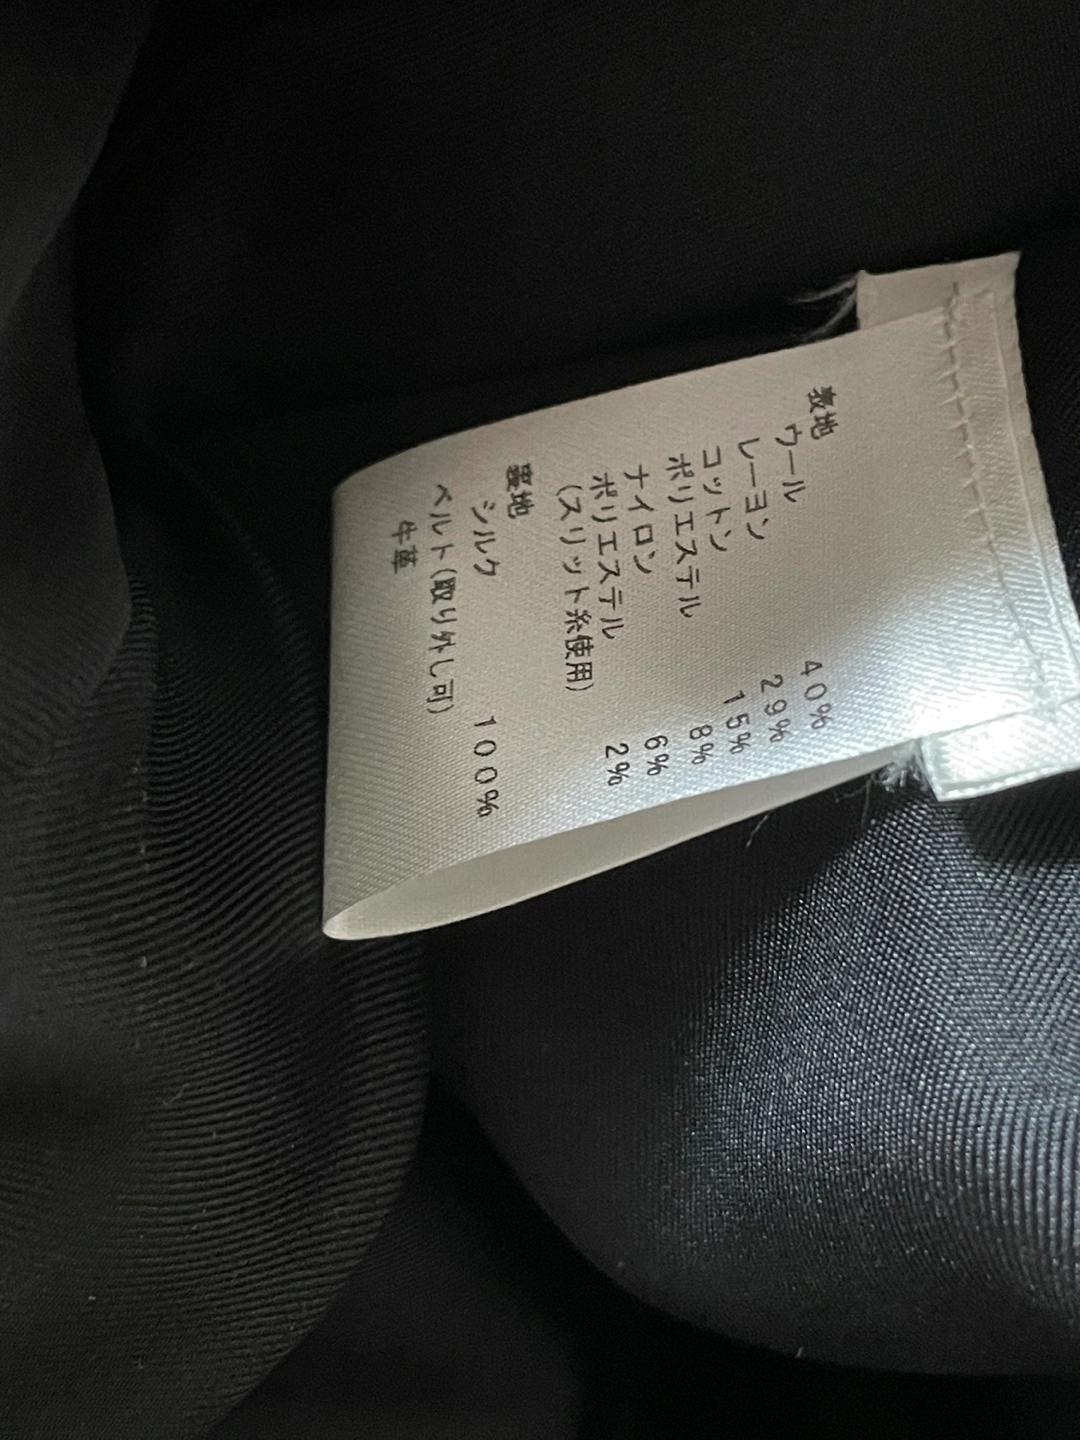 表地
ウール 40%
レーヨン 29%
コットン 15%
ポリエステル 8%
ナイロン 6%
ポリエステル 2%
(スリット糸使用)
裏地
シルク 100%
ベルト(取り外し可)
牛革